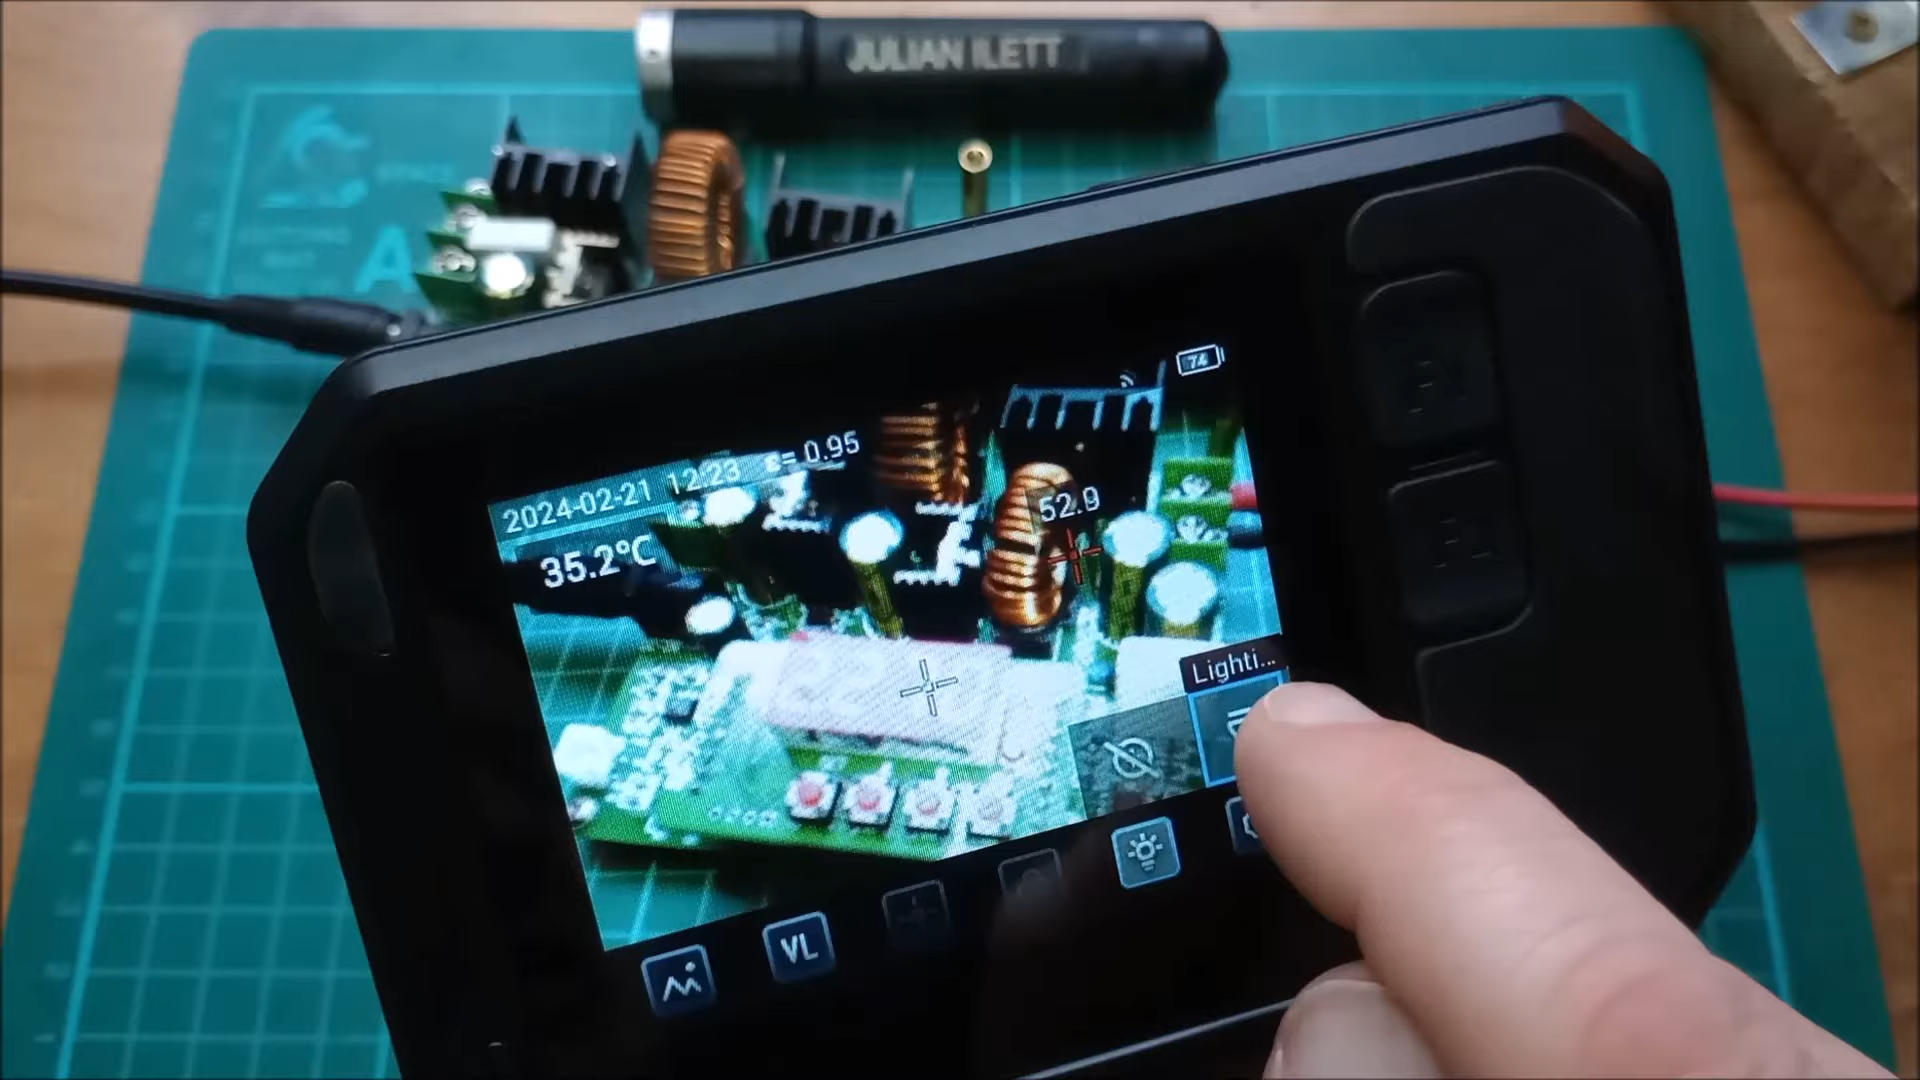 JULIAN ILETT
A
74
2024-02-21 12:23 ε= 0.95
35.2°C
52.9
Lighti...
VL